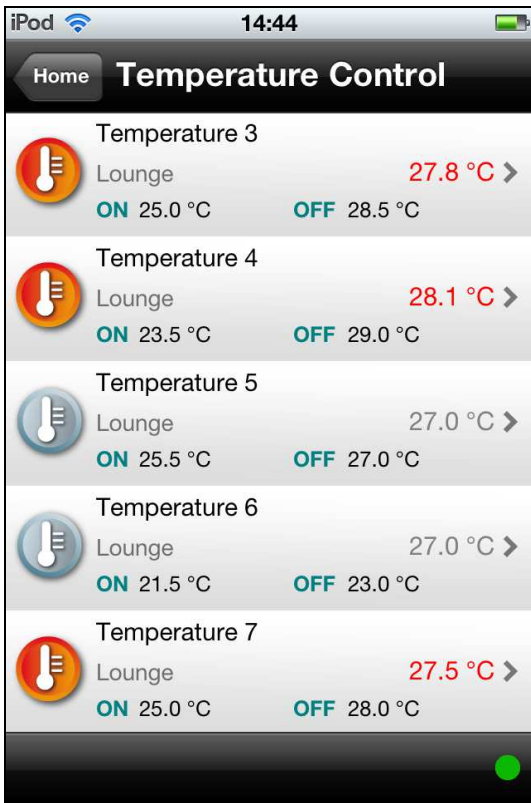 iPod 14:44
Home Temperature Control
Temperature 3
Lounge 27.8 °C
ON 25.0 °C OFF 28.5 °C
Temperature 4
Lounge 28.1 °C
ON 23.5 °C OFF 29.0 °C
Temperature 5
Lounge 27.0 °C
ON 25.5 °C OFF 27.0 °C
Temperature 6
Lounge 27.0 °C
ON 21.5 °C OFF 23.0 °C
Temperature 7
Lounge 27.5 °C
ON 25.0 °C OFF 28.0 °C